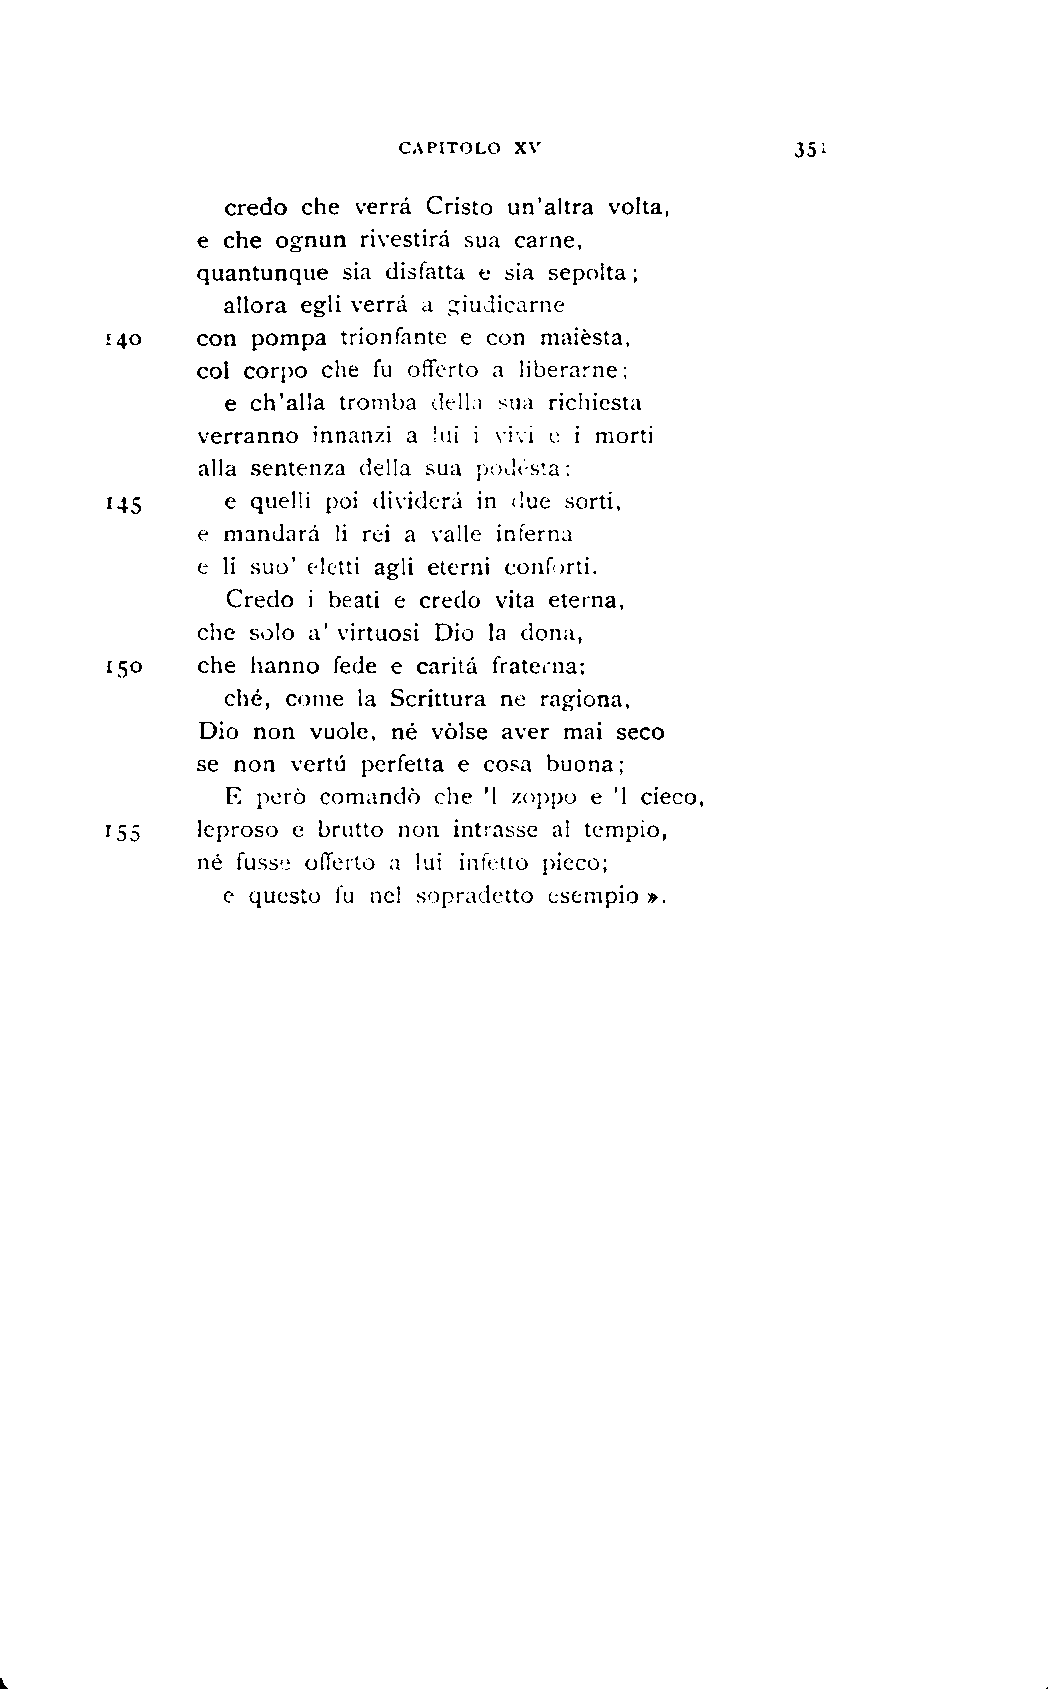 CAPITOLO XV 351
credo che verrá Cristo un'altra volta,
e che ognun rivestirá sua carne,
quantunque sia disfatta e sia sepolta;
allora egli verrá a giudicarne
140 con pompa trionfante e con maièsta,
col corpo che fu offerto a liberarne;
e ch'alla tromba della sua richiesta
verranno innanzi a lui i vivi e i morti
alla sentenza della sua podèsta:
145 e quelli poi dividerá in due sorti,
e mandará li rei a valle inferna
e li suo' eletti agli eterni conforti.
Credo i beati e credo vita eterna,
che solo a' virtuosi Dio la dona,
150 che hanno fede e caritá fraterna;
ché, come la Scrittura ne ragiona,
Dio non vuole, né vòlse aver mai seco
se non vertú perfetta e cosa buona;
E però comandò che 'l zoppo e 'l cieco,
155 leproso e brutto non intrasse al tempio,
né fusse offerto a lui infetto pieco;
e questo fu nel sopradetto esempio ».